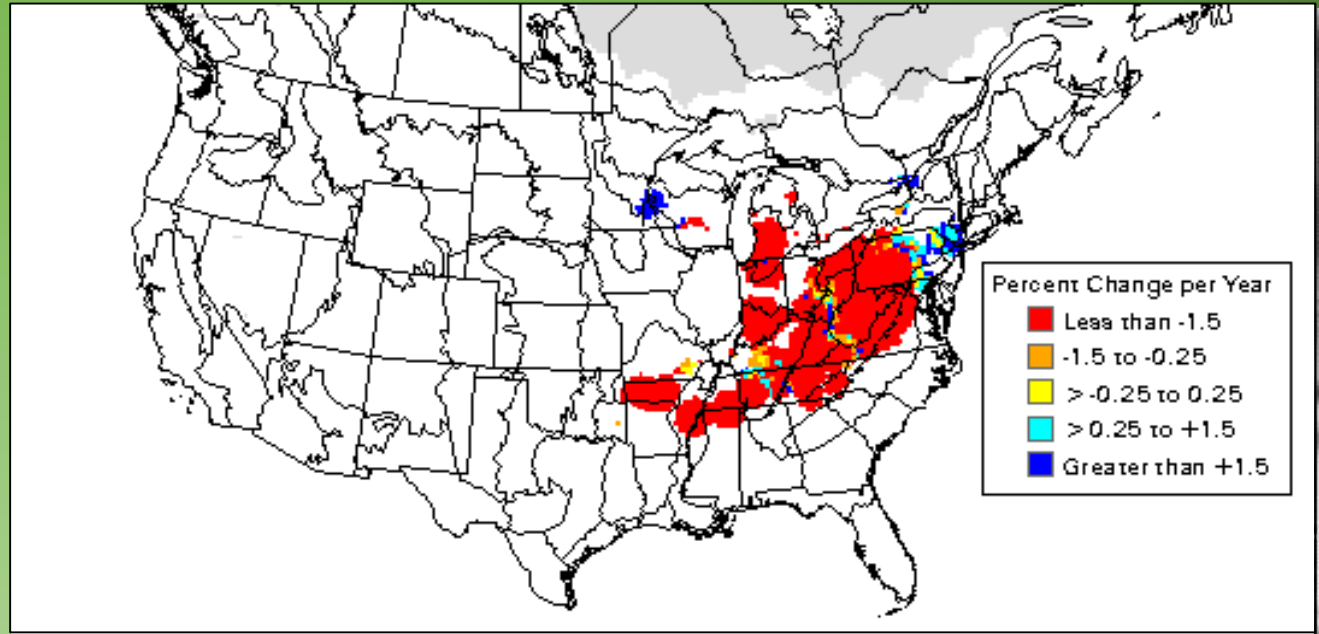 Percent Change per Year
Less than -1.5
-1.5 to -0.25
> -0.25 to 0.25
> 0.25 to +1.5
Greater than +1.5